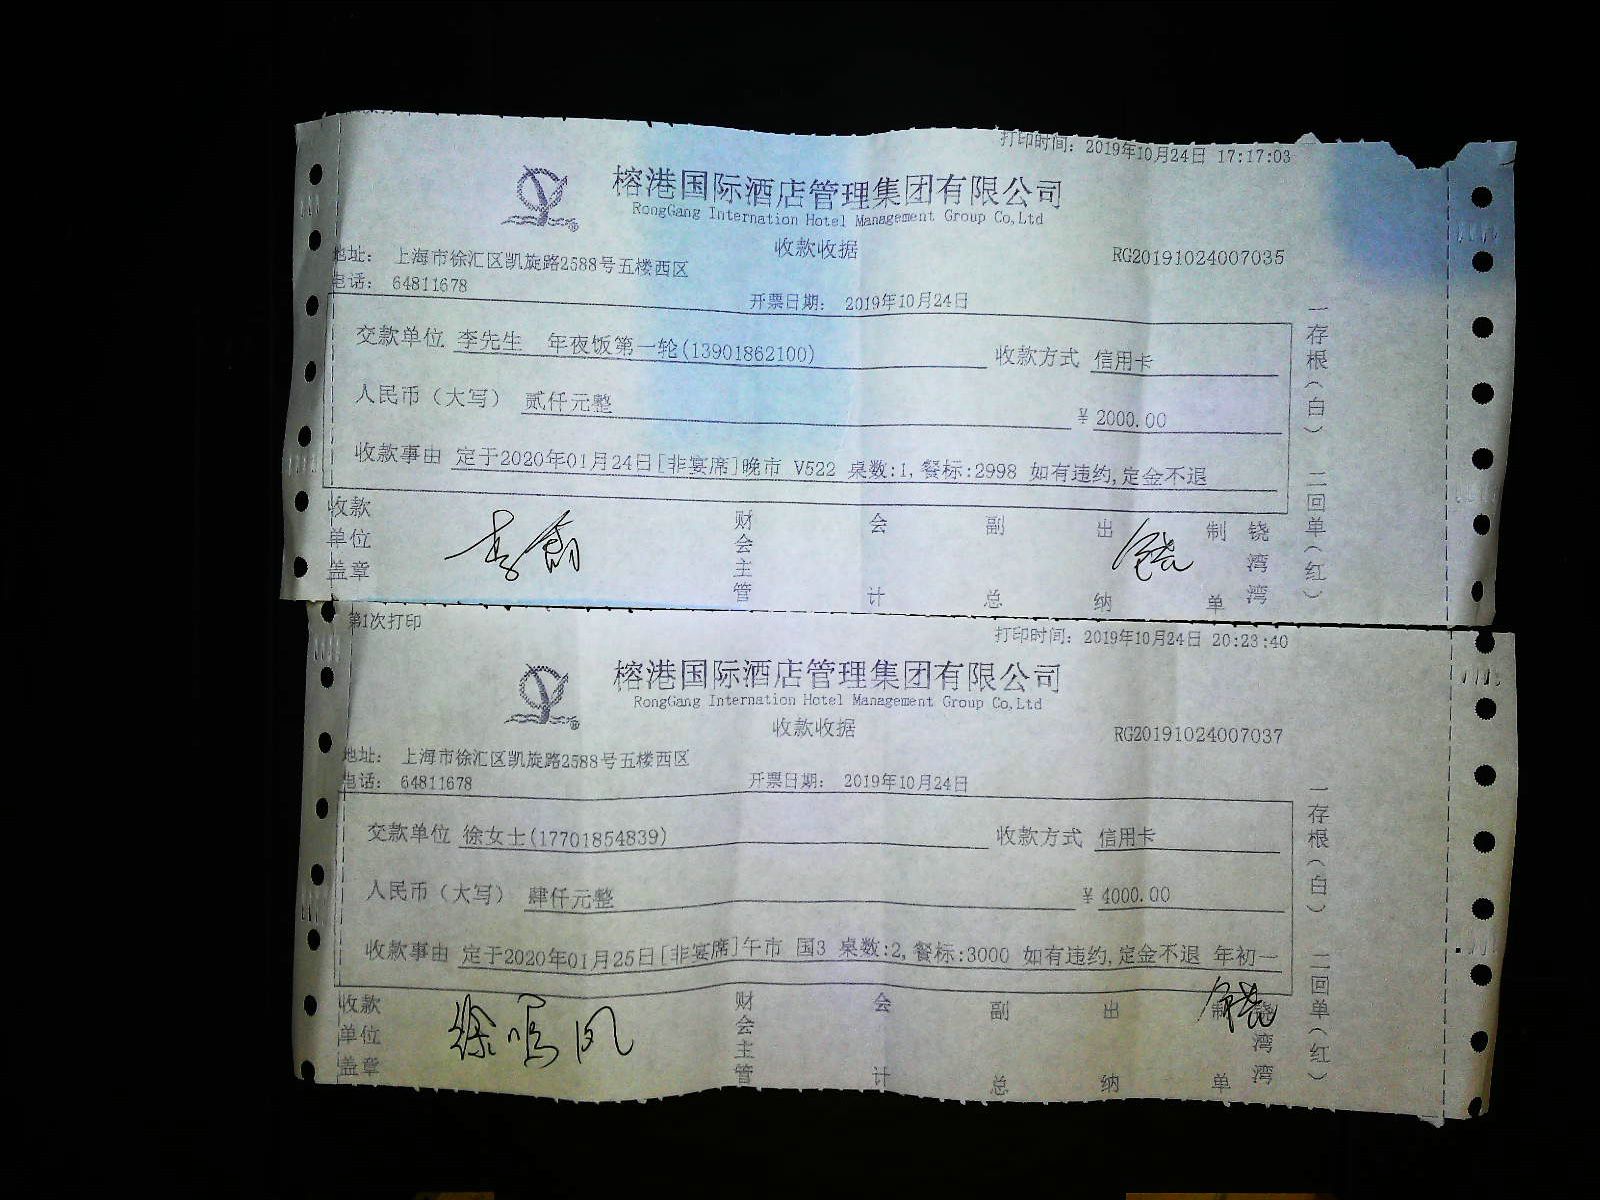 打印时间：2019年10月24日 17:17:03
榕港国际酒店管理集团有限公司
RongGang Internation Hotel Management Group Co,Ltd
收款收据
RG20191024007035
地址： 上海市徐汇区凯旋路2588号五楼西区
电话： 64811678
开票日期： 2019年10月24日
交款单位 李先生 年夜饭第一轮(13901862100) 收款方式 信用卡
人民币（大写） 贰仟元整 ¥ 2000.00
收款事由 定于2020年01月24日[非宴席]晚市 V522 桌数:1,餐标:2998 如有违约,定金不退
一存根（白） 二回单（红）
收款单位盖章 财会主管 会计 副总 出纳 制单 铙湾湾
第1次打印
打印时间：2019年10月24日 20:23:40
榕港国际酒店管理集团有限公司
RongGang Internation Hotel Management Group Co,Ltd
收款收据
RG20191024007037
地址： 上海市徐汇区凯旋路2588号五楼西区
电话： 64811678
开票日期： 2019年10月24日
交款单位 徐女士(17701854839) 收款方式 信用卡
人民币（大写） 肆仟元整 ¥ 4000.00
收款事由 定于2020年01月25日[非宴席]午市 国3 桌数:2,餐标:3000 如有违约,定金不退 年初一
一存根（白） 二回单（红）
收款单位盖章 徐鸣凤 财会主管 会计 副总 出纳 制单 铙湾湾